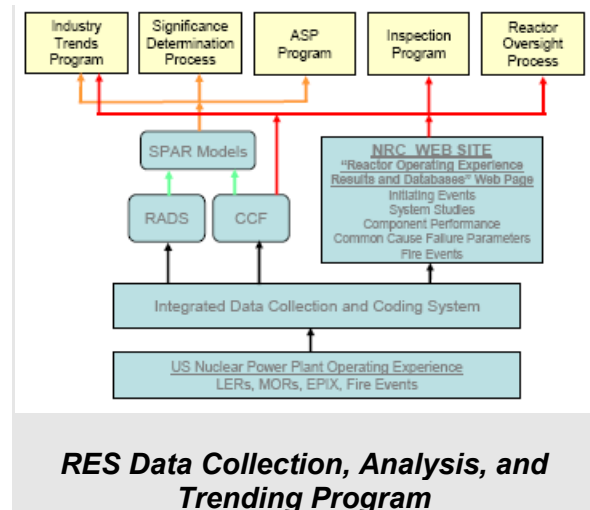 Industry
Trends
Program
Significance
Determination
Process
ASP
Program
Inspection
Program
Reactor
Oversight
Process
SPAR Models
RADS
CCF
NRC WEB SITE
"Reactor Operating Experience
Results and Databases" Web Page
Initiating Events
System Studies
Component Performance
Common Cause Failure Parameters
Fire Events
Integrated Data Collection and Coding System
US Nuclear Power Plant Operating Experience
LERs, MORs, EPIX, Fire Events
RES Data Collection, Analysis, and
Trending Program